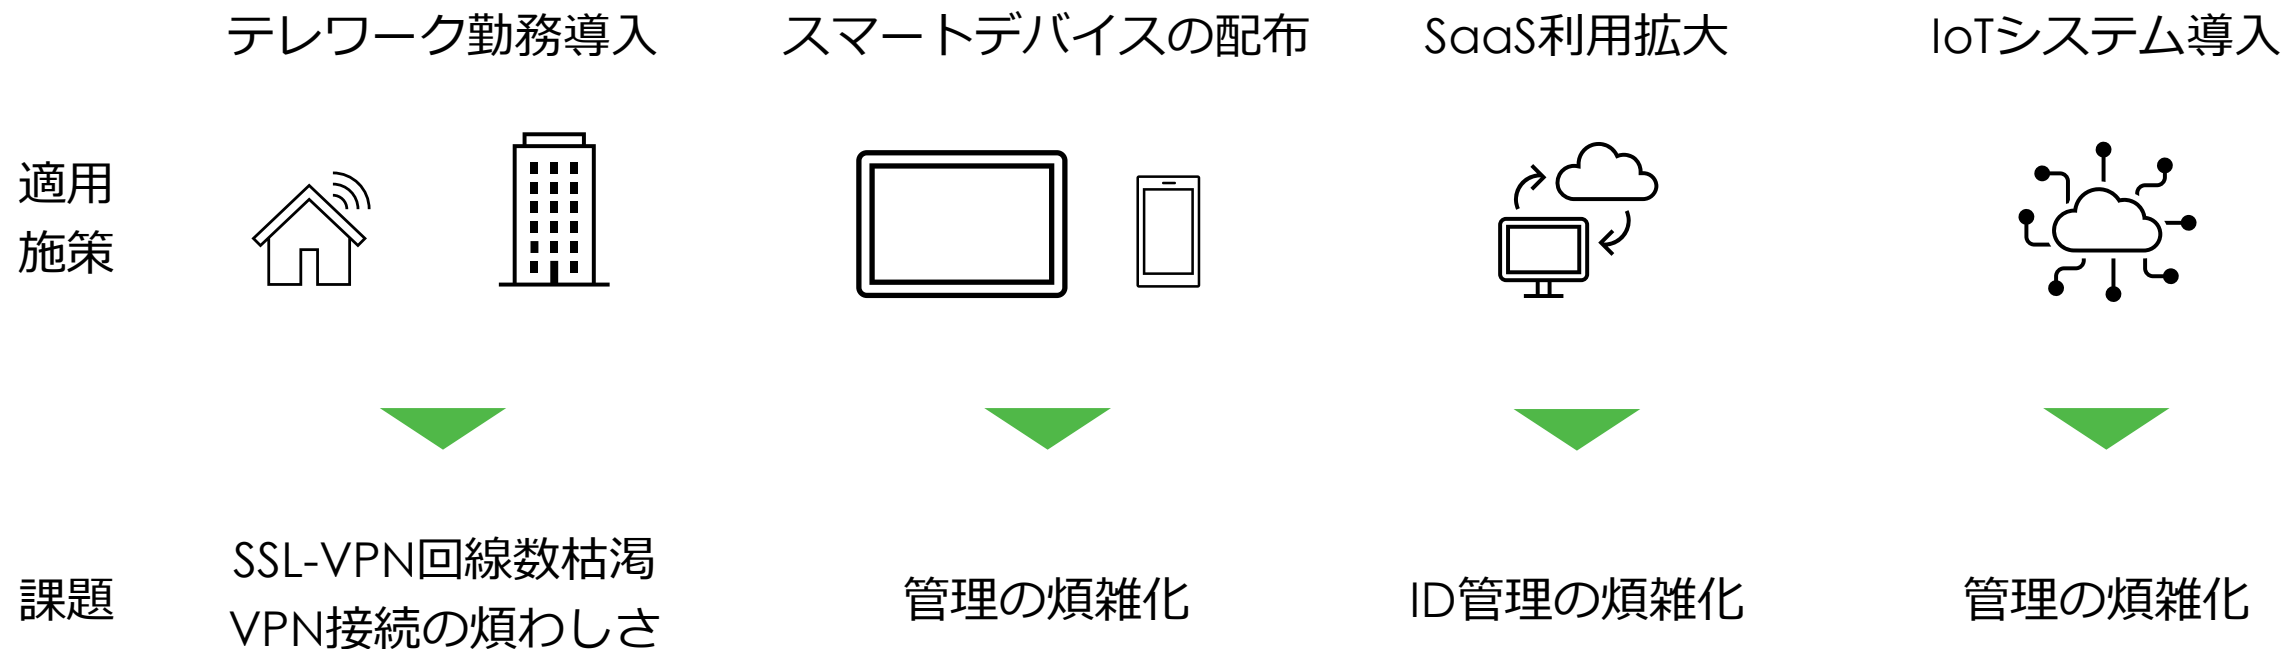 テレワーク勤務導入
スマートデバイスの配布
SaaS利用拡大
IoTシステム導入
適用
施策
課題
SSL-VPN回線数枯渇
VPN接続の煩わしさ
管理の煩雑化
ID管理の煩雑化
管理の煩雑化